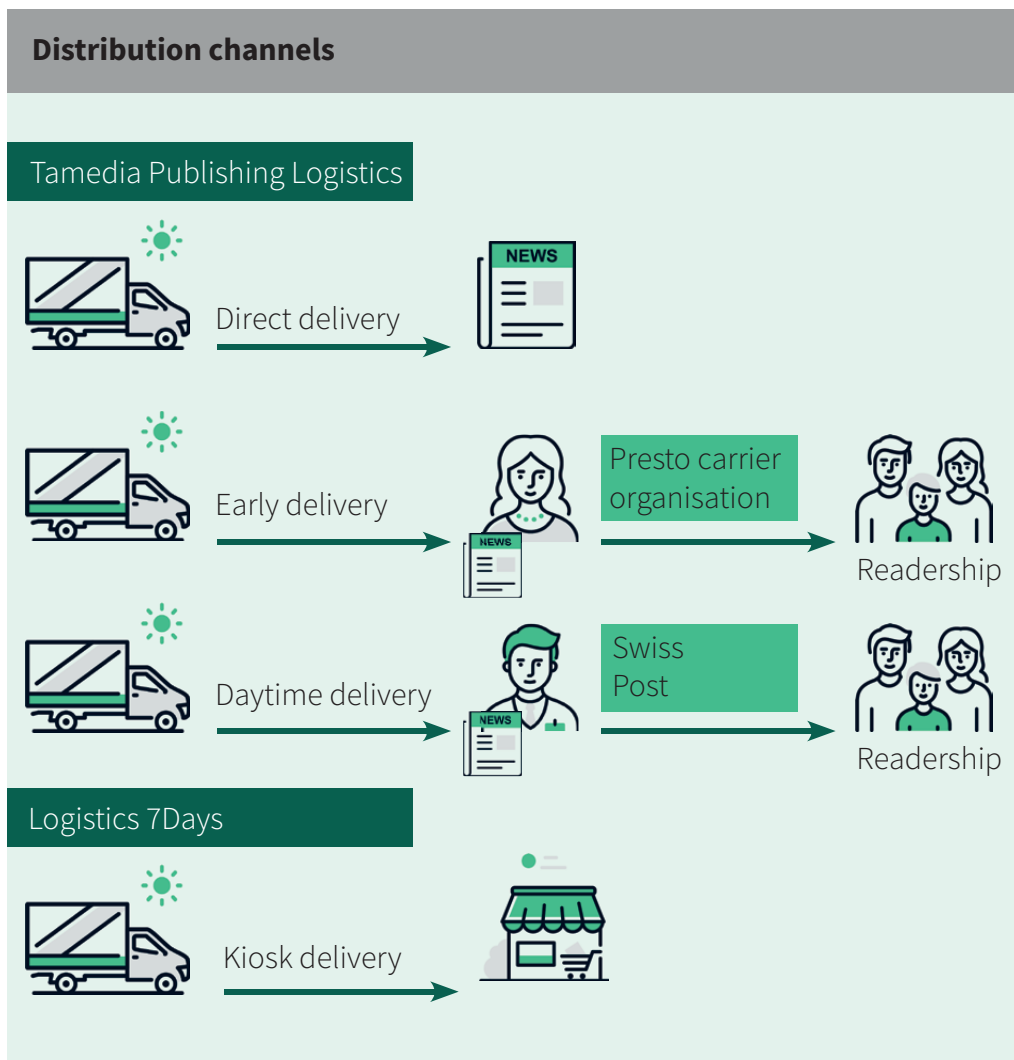 Distribution channels
Tamedia Publishing Logistics
NEWS
Direct delivery
Early delivery
NEWS
Presto carrier
organisation
Readership
Daytime delivery
NEWS
Swiss
Post
Readership
Logistics 7Days
Kiosk delivery